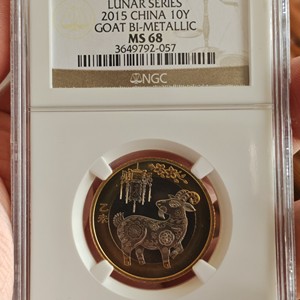 LUNAR SERIES
2015 CHINA 10Y
GOAT BI-METALLIC
MS 68
3649792-057
NGC